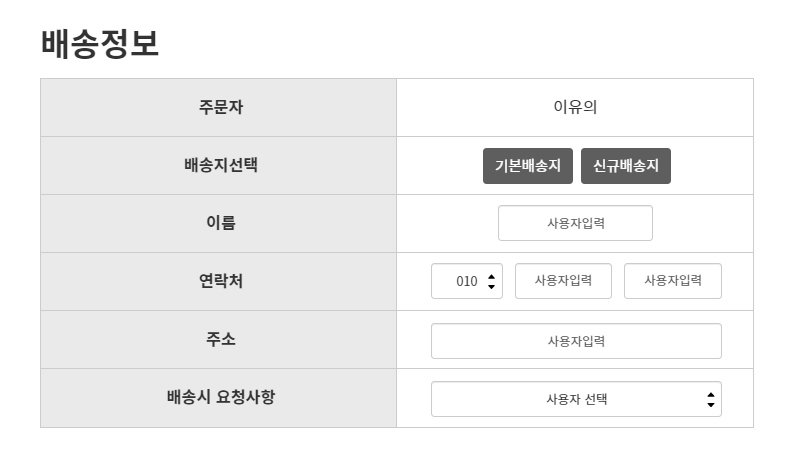 배송정보
주문자 이유의
배송지선택 기본배송지 신규배송지
이름 사용자입력
연락처 010 사용자입력 사용자입력
주소 사용자입력
배송시 요청사항 사용자 선택